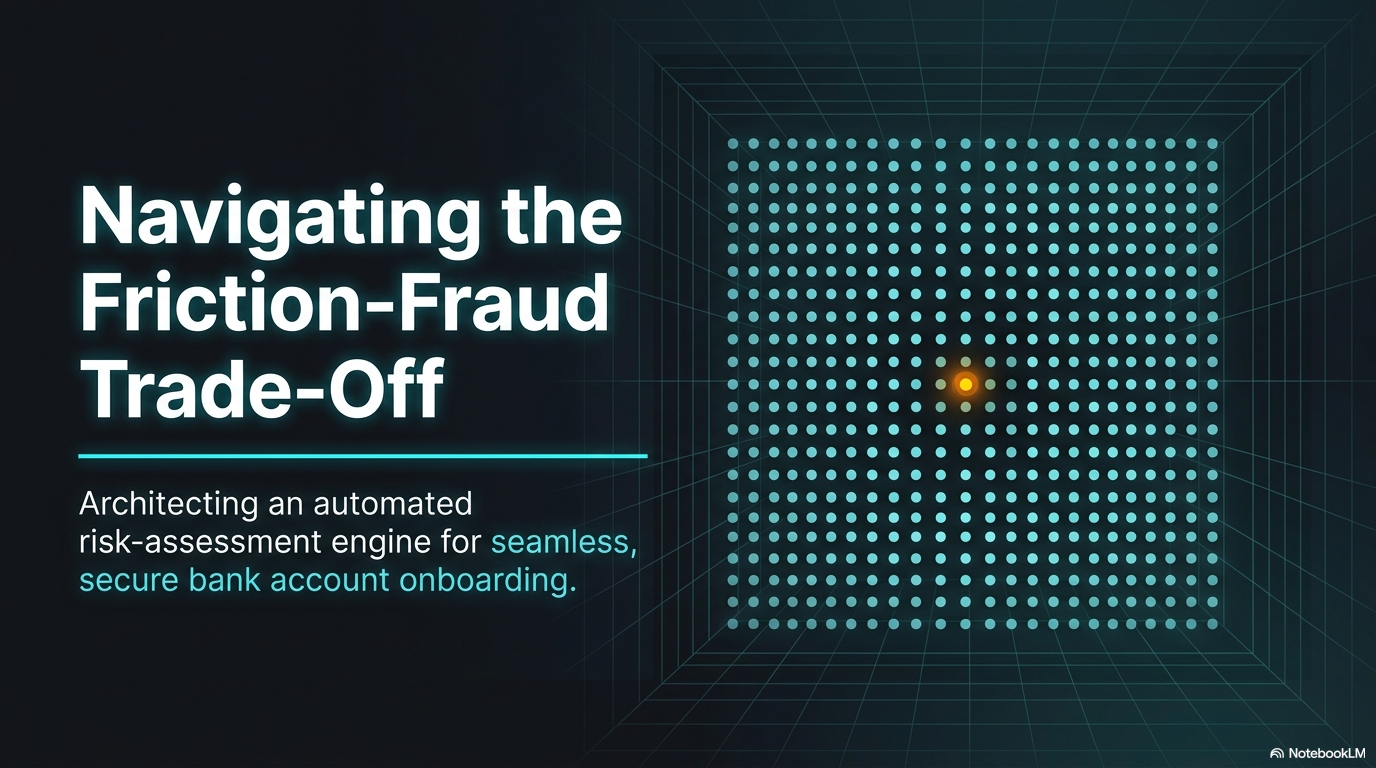 Navigating the
Friction-Fraud
Trade-Off
Architecting an automated
risk-assessment engine for seamless,
secure bank account onboarding.
NotebookLM